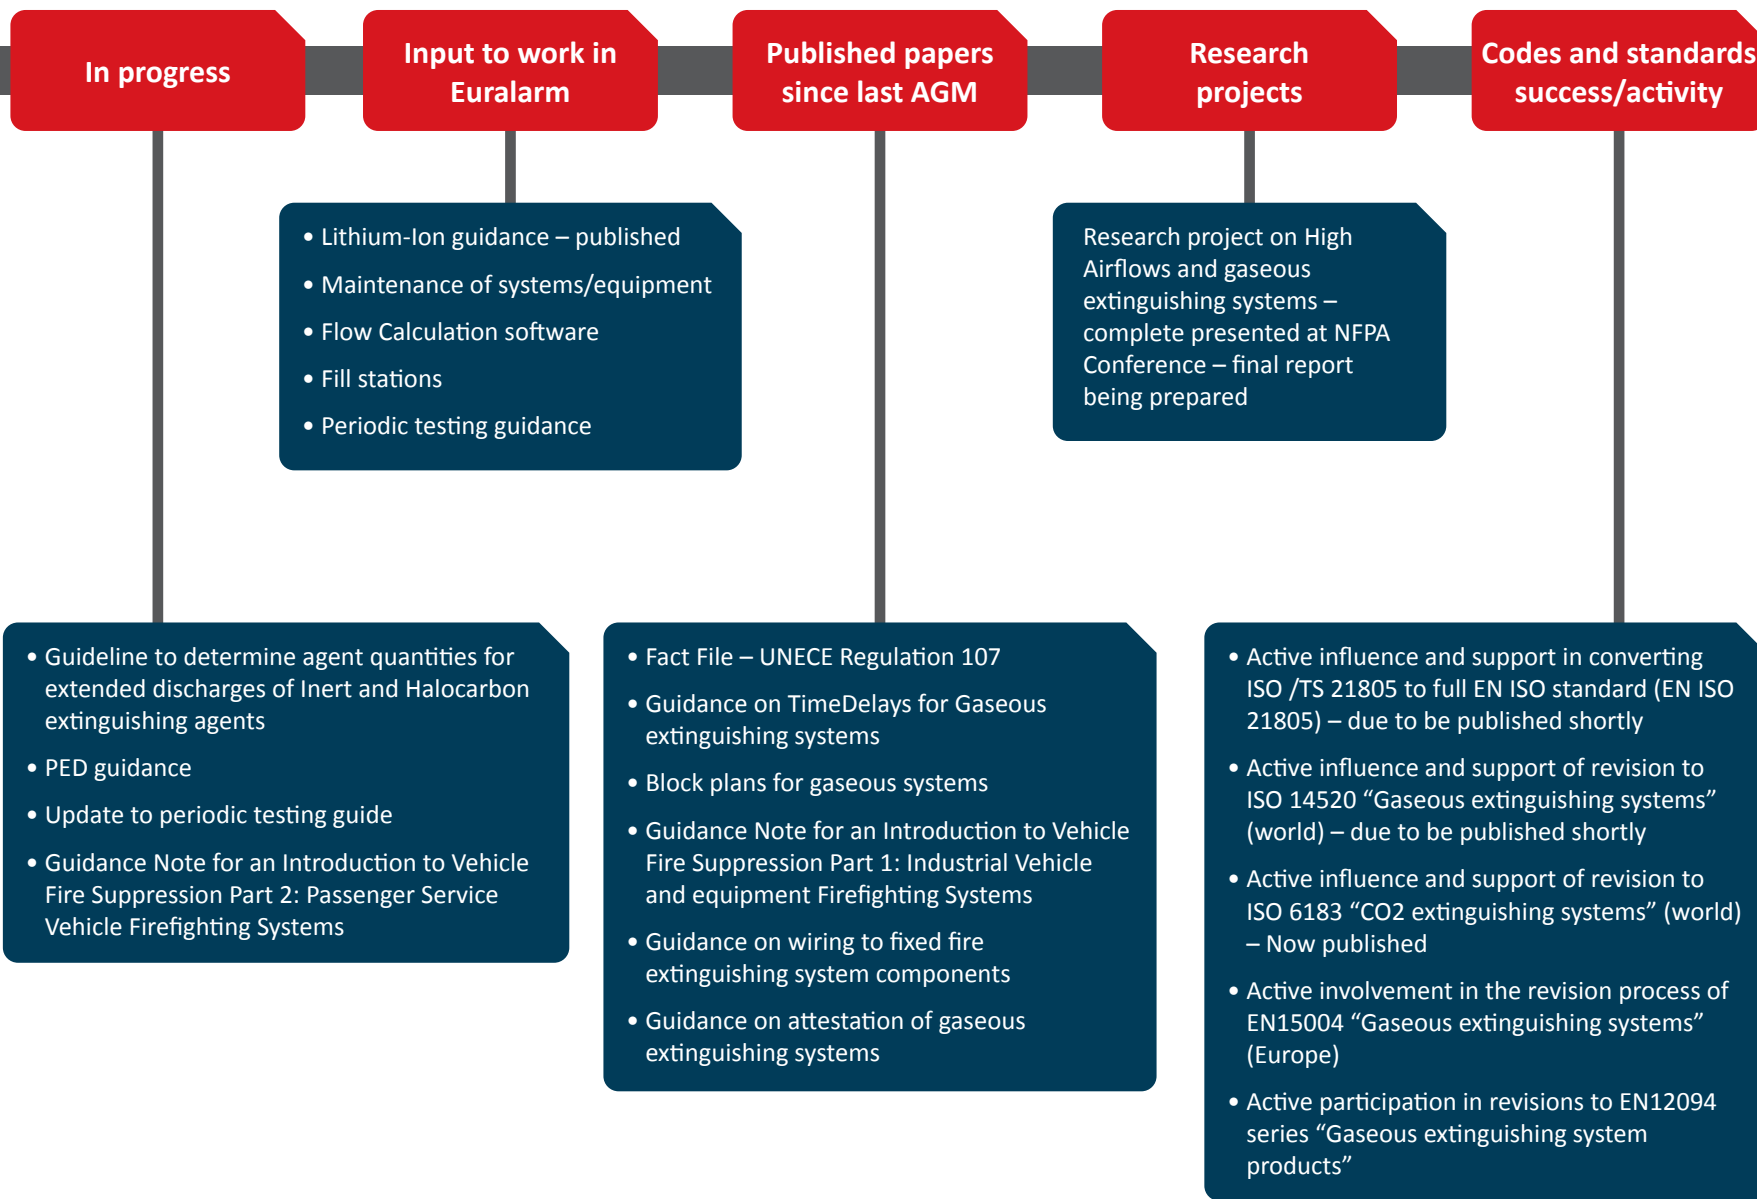 In progress
Input to work in
Euralarm
Published papers
since last AGM
Research
projects
Codes and standards
success/activity
• Lithium-Ion guidance – published
• Maintenance of systems/equipment
• Flow Calculation software
• Fill stations
• Periodic testing guidance
Research project on High
Airflows and gaseous
extinguishing systems –
complete presented at NFPA
Conference – final report
being prepared
• Guideline to determine agent quantities for
extended discharges of Inert and Halocarbon
extinguishing agents
• PED guidance
• Update to periodic testing guide
• Guidance Note for an Introduction to Vehicle
Fire Suppression Part 2: Passenger Service
Vehicle Firefighting Systems
• Fact File – UNECE Regulation 107
• Guidance on TimeDelays for Gaseous
extinguishing systems
• Block plans for gaseous systems
• Guidance Note for an Introduction to Vehicle
Fire Suppression Part 1: Industrial Vehicle
and equipment Firefighting Systems
• Guidance on wiring to fixed fire
extinguishing system components
• Guidance on attestation of gaseous
extinguishing systems
• Active influence and support in converting
ISO /TS 21805 to full EN ISO standard (EN ISO
21805) – due to be published shortly
• Active influence and support of revision to
ISO 14520 “Gaseous extinguishing systems”
(world) – due to be published shortly
• Active influence and support of revision to
ISO 6183 “CO2 extinguishing systems” (world)
– Now published
• Active involvement in the revision process of
EN15004 “Gaseous extinguishing systems”
(Europe)
• Active participation in revisions to EN12094
series “Gaseous extinguishing system
products”